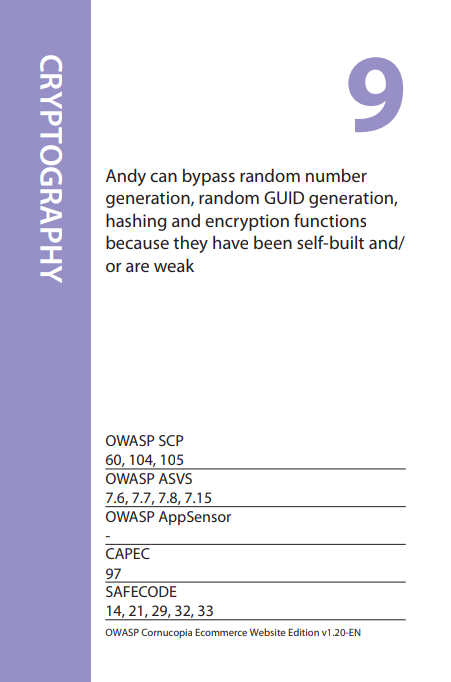 CRYPTOGRAPHY
9
Andy can bypass random number
generation, random GUID generation,
hashing and encryption functions
because they have been self-built and/
or are weak
OWASP SCP
60, 104, 105
OWASP ASVS
7.6, 7.7, 7.8, 7.15
OWASP AppSensor
-
CAPEC
97
SAFECODE
14, 21, 29, 32, 33
OWASP Cornucopia Ecommerce Website Edition v1.20-EN